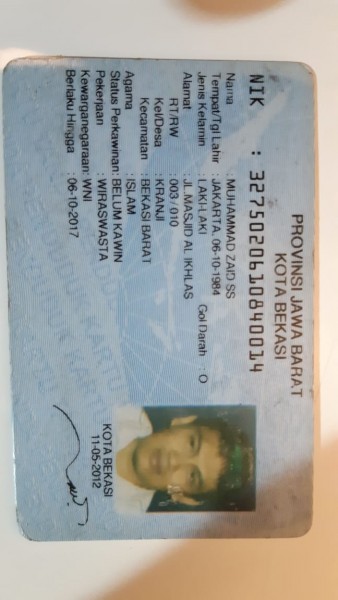 PROVINSI JAWA BARAT
KOTA BEKASI
NIK : 3275020610840014
Nama : MUHAMMAD ZAID SS
Tempat/Tgl Lahir : JAKARTA, 06-10-1984
Jenis Kelamin : LAKI-LAKI Gol Darah : O
Alamat : JL.MASJID AL IKHLAS
RT/RW : 003 / 010
Kel/Desa : KRANJI
Kecamatan : BEKASI BARAT
Agama : ISLAM
Status Perkawinan: BELUM KAWIN
Pekerjaan : WIRASWASTA
Kewarganegaraan: WNI
Berlaku Hingga : 06-10-2017
KOTA BEKASI
11-05-2012